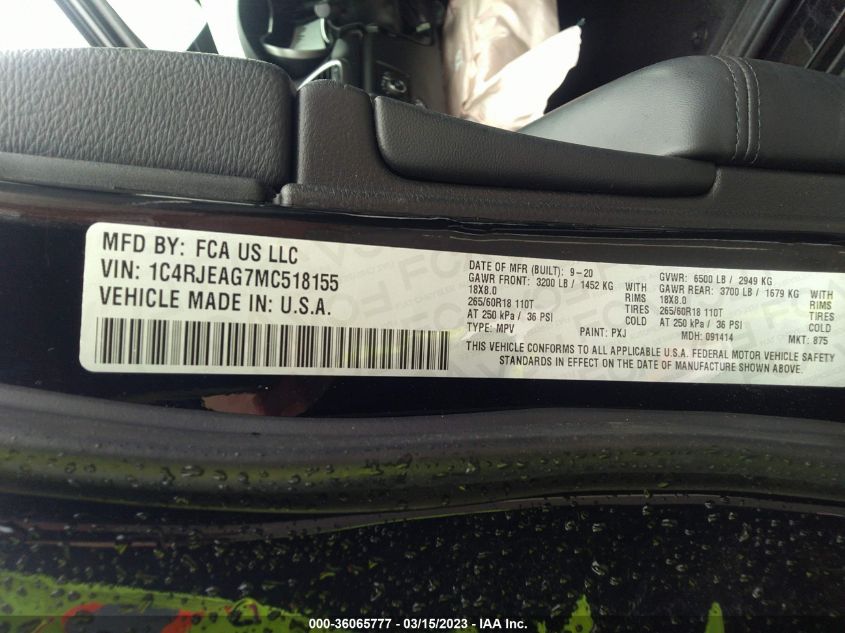 MFD BY: FCA US LLC
VIN: 1C4RJEAG7MC518155
VEHICLE MADE IN: U.S.A.
DATE OF MFR (BUILT): 9-20 GVWR: 6500 LB / 2949 KG
GAWR FRONT: 3200 LB / 1452 KG WITH GAWR REAR: 3700 LB / 1679 KG WITH
18X8.0 RIMS 18X8.0 RIMS
265/60R18 110T TIRES 265/60R18 110T TIRES
AT 250 kPa / 36 PSI COLD AT 250 kPa / 36 PSI COLD
TYPE: MPV PAINT: PXJ MDH: 091414 MKT: 875
THIS VEHICLE CONFORMS TO ALL APPLICABLE U.S.A. FEDERAL MOTOR VEHICLE SAFETY
STANDARDS IN EFFECT ON THE DATE OF MANUFACTURE SHOWN ABOVE.
000-36065777 - 03/15/2023 - IAA Inc.